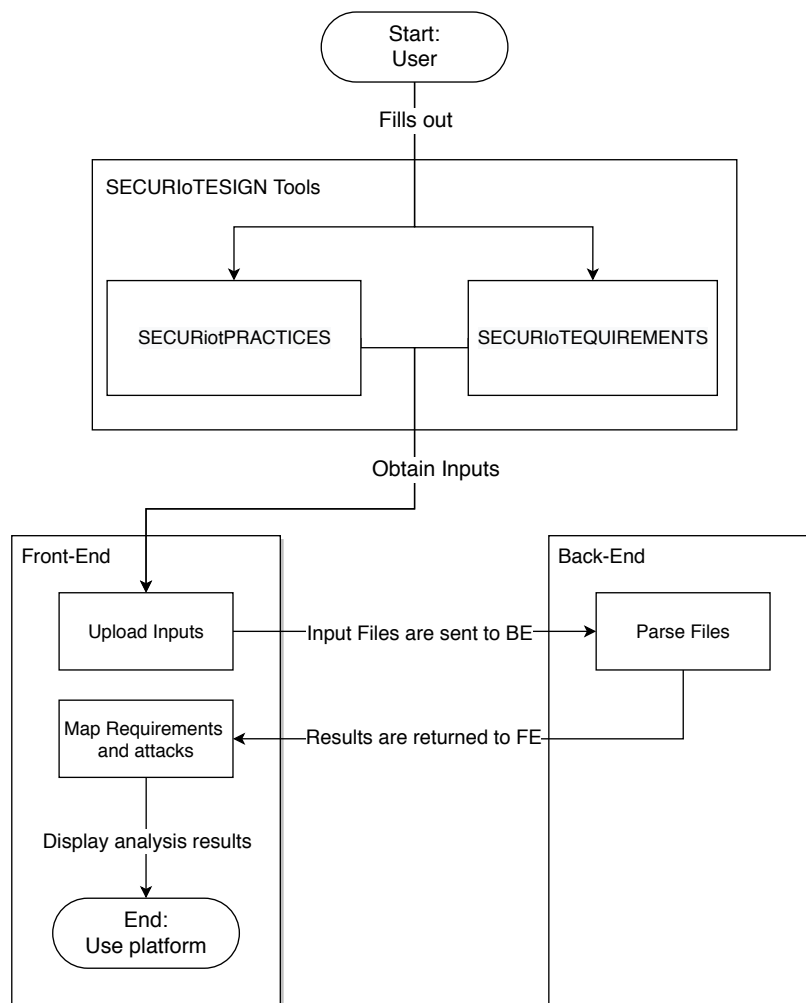 Start:
User
Fills out
SECURIoTESIGN Tools
SECURiotPRACTICES
SECURIoTEQUIREMENTS
Obtain Inputs
Front-End
Back-End
Upload Inputs
Input Files are sent to BE
Parse Files
Map Requirements
and attacks
Results are returned to FE
Display analysis results
End:
Use platform